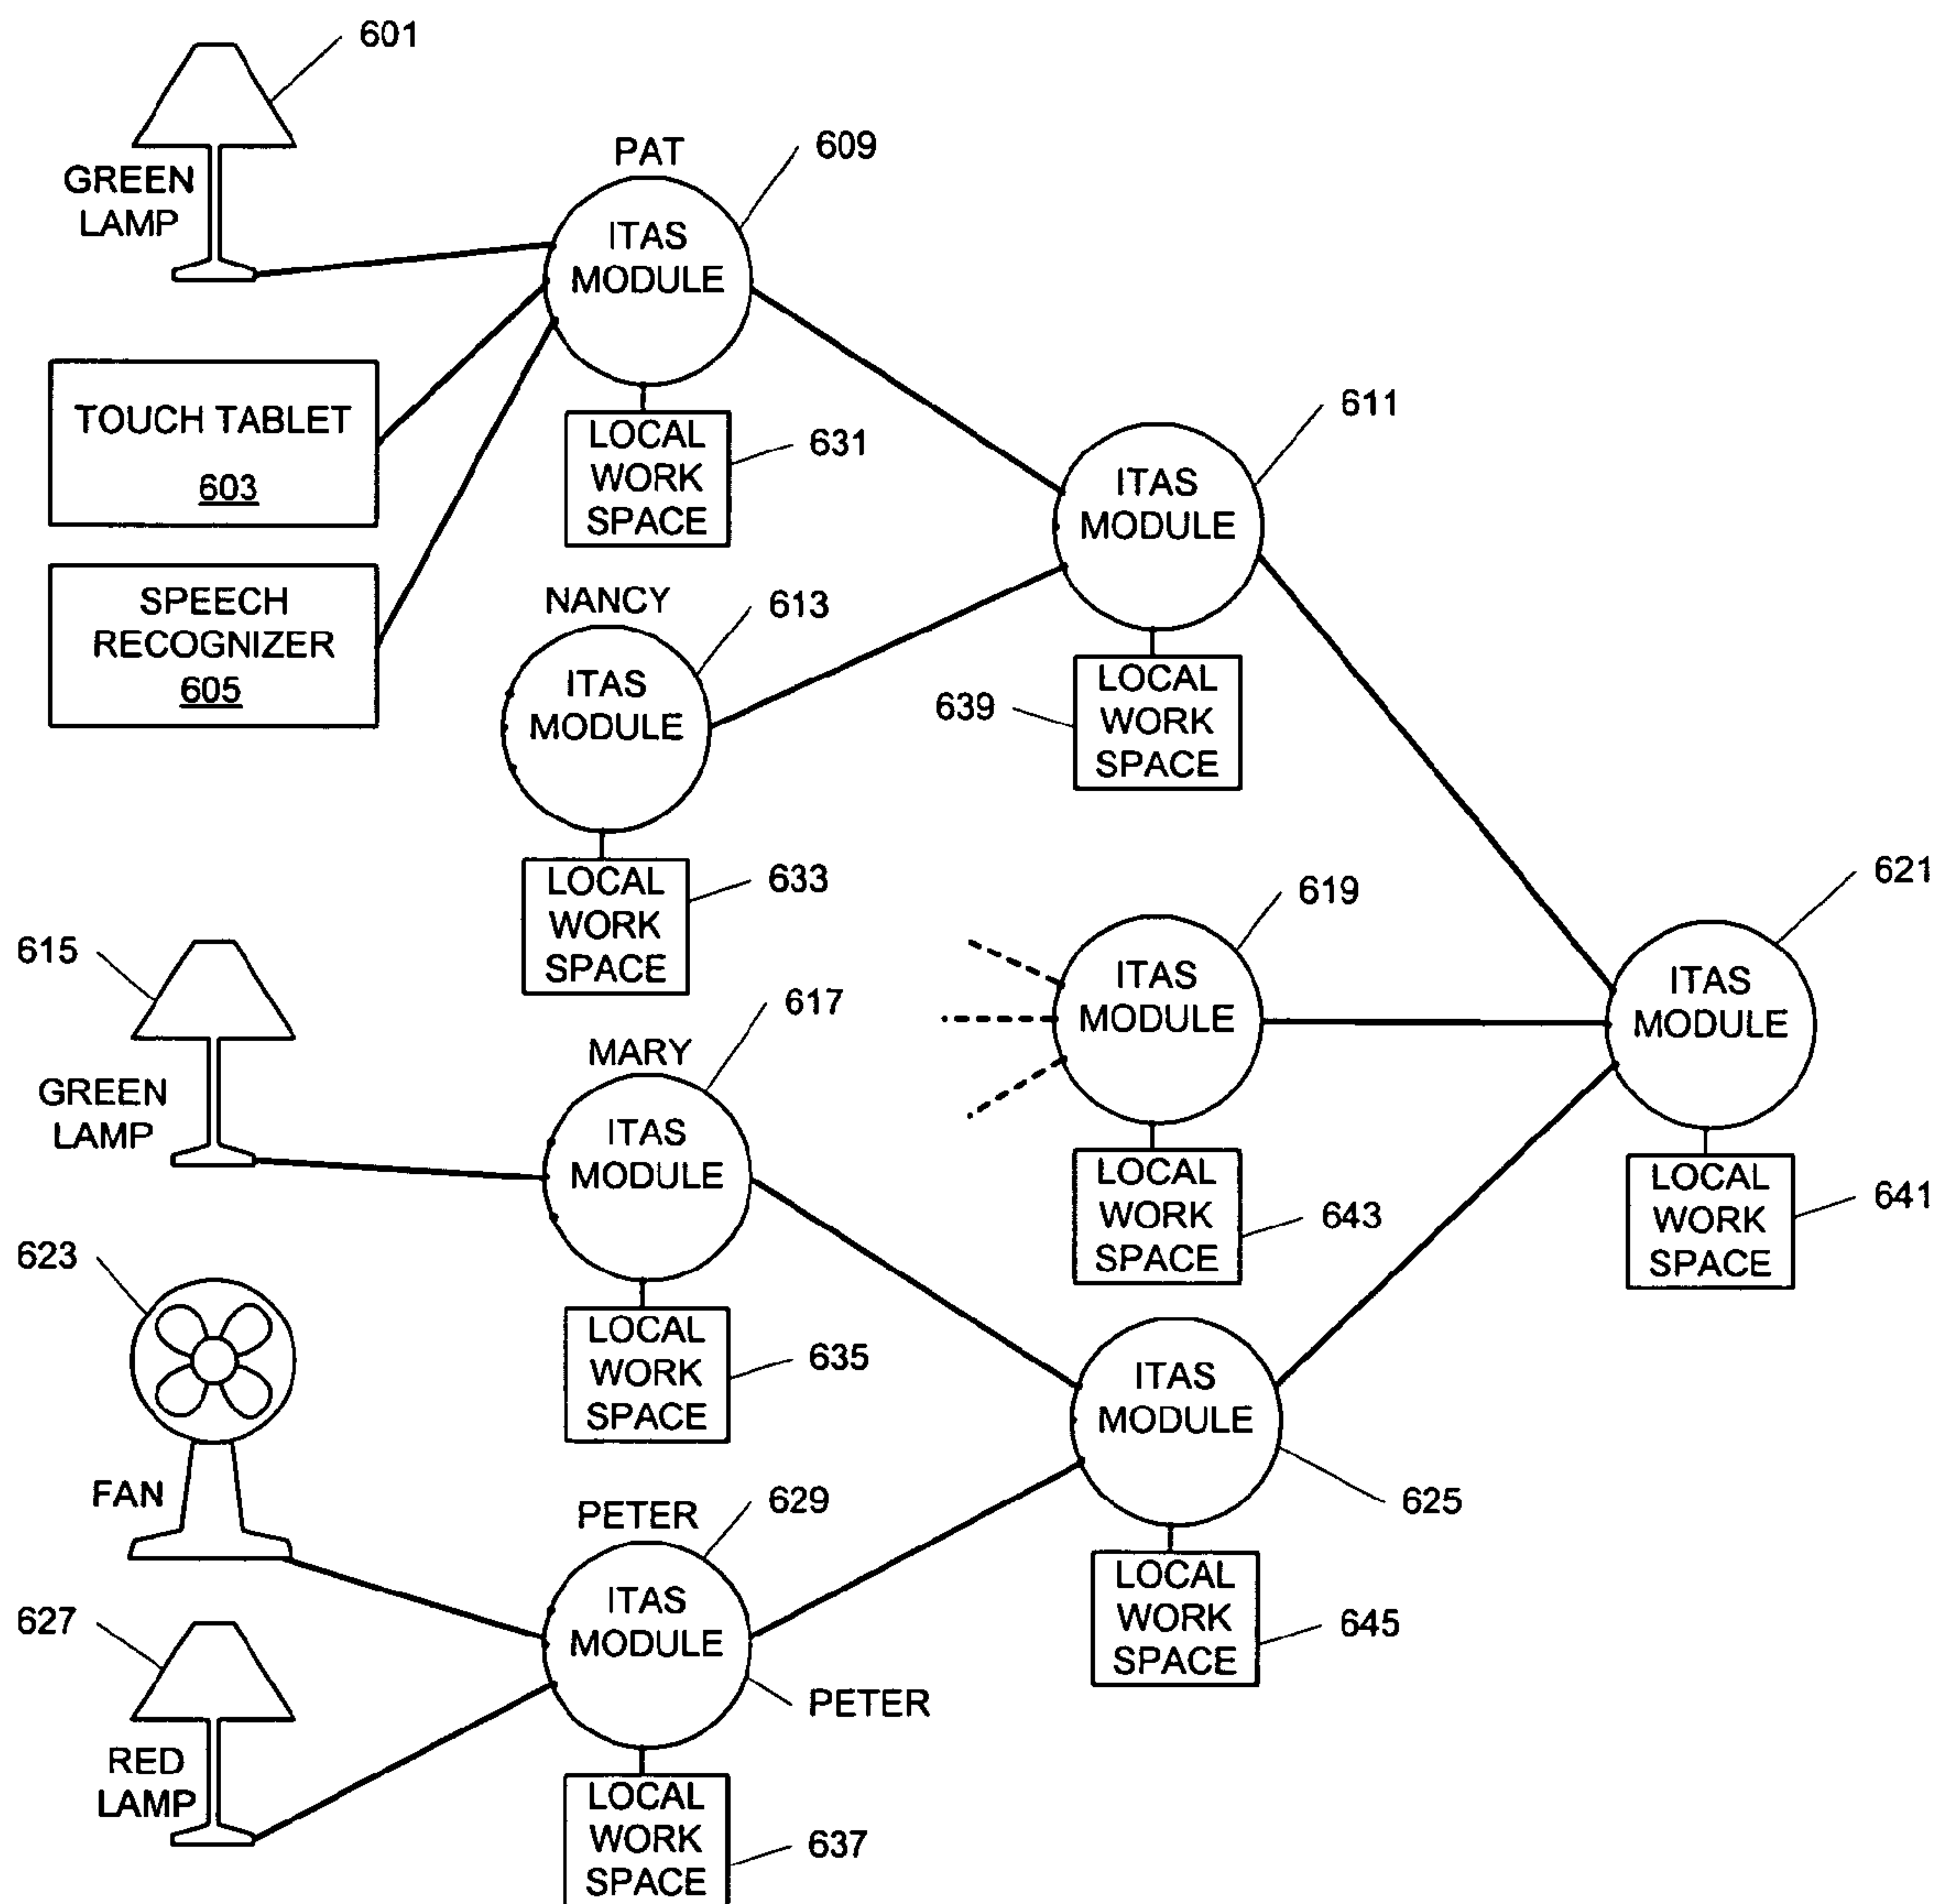 601
GREEN
LAMP
PAT
609
ITAS
MODULE
TOUCH TABLET
603
LOCAL
WORK
SPACE
631
611
ITAS
MODULE
SPEECH
RECOGNIZER
605
NANCY
613
ITAS
MODULE
LOCAL
WORK
SPACE
639
LOCAL
WORK
SPACE
633
619
ITAS
MODULE
621
ITAS
MODULE
615
GREEN
LAMP
MARY
617
ITAS
MODULE
LOCAL
WORK
SPACE
643
LOCAL
WORK
SPACE
641
623
FAN
LOCAL
WORK
SPACE
635
ITAS
MODULE
625
PETER
629
ITAS
MODULE
PETER
LOCAL
WORK
SPACE
645
627
RED
LAMP
LOCAL
WORK
SPACE
637